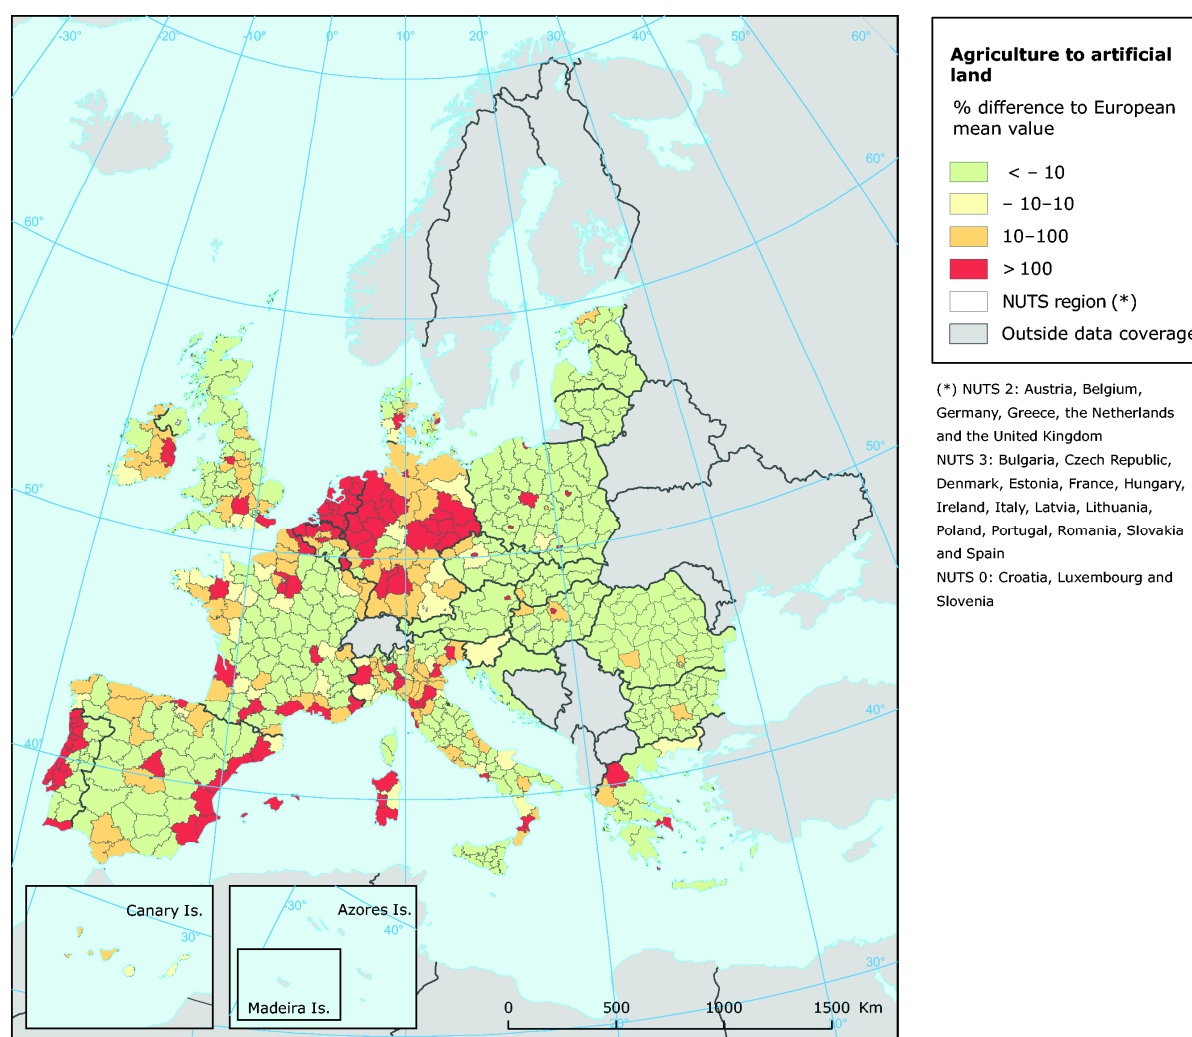 -30°
-20°
-10°
0°
10°
20°
30°
40°
50°
60°
60°
60°
50°
50°
40°
40°
Canary Is.
30°
-30°
Azores Is.
40°
Madeira Is.
30°
0
500
1000
1500 Km
Agriculture to artificial
land
% difference to European
mean value
< – 10
– 10–10
10–100
> 100
NUTS region (*)
Outside data coverage
(*) NUTS 2: Austria, Belgium,
Germany, Greece, the Netherlands
and the United Kingdom
NUTS 3: Bulgaria, Czech Republic,
Denmark, Estonia, France, Hungary,
Ireland, Italy, Latvia, Lithuania,
Poland, Portugal, Romania, Slovakia
and Spain
NUTS 0: Croatia, Luxembourg and
Slovenia